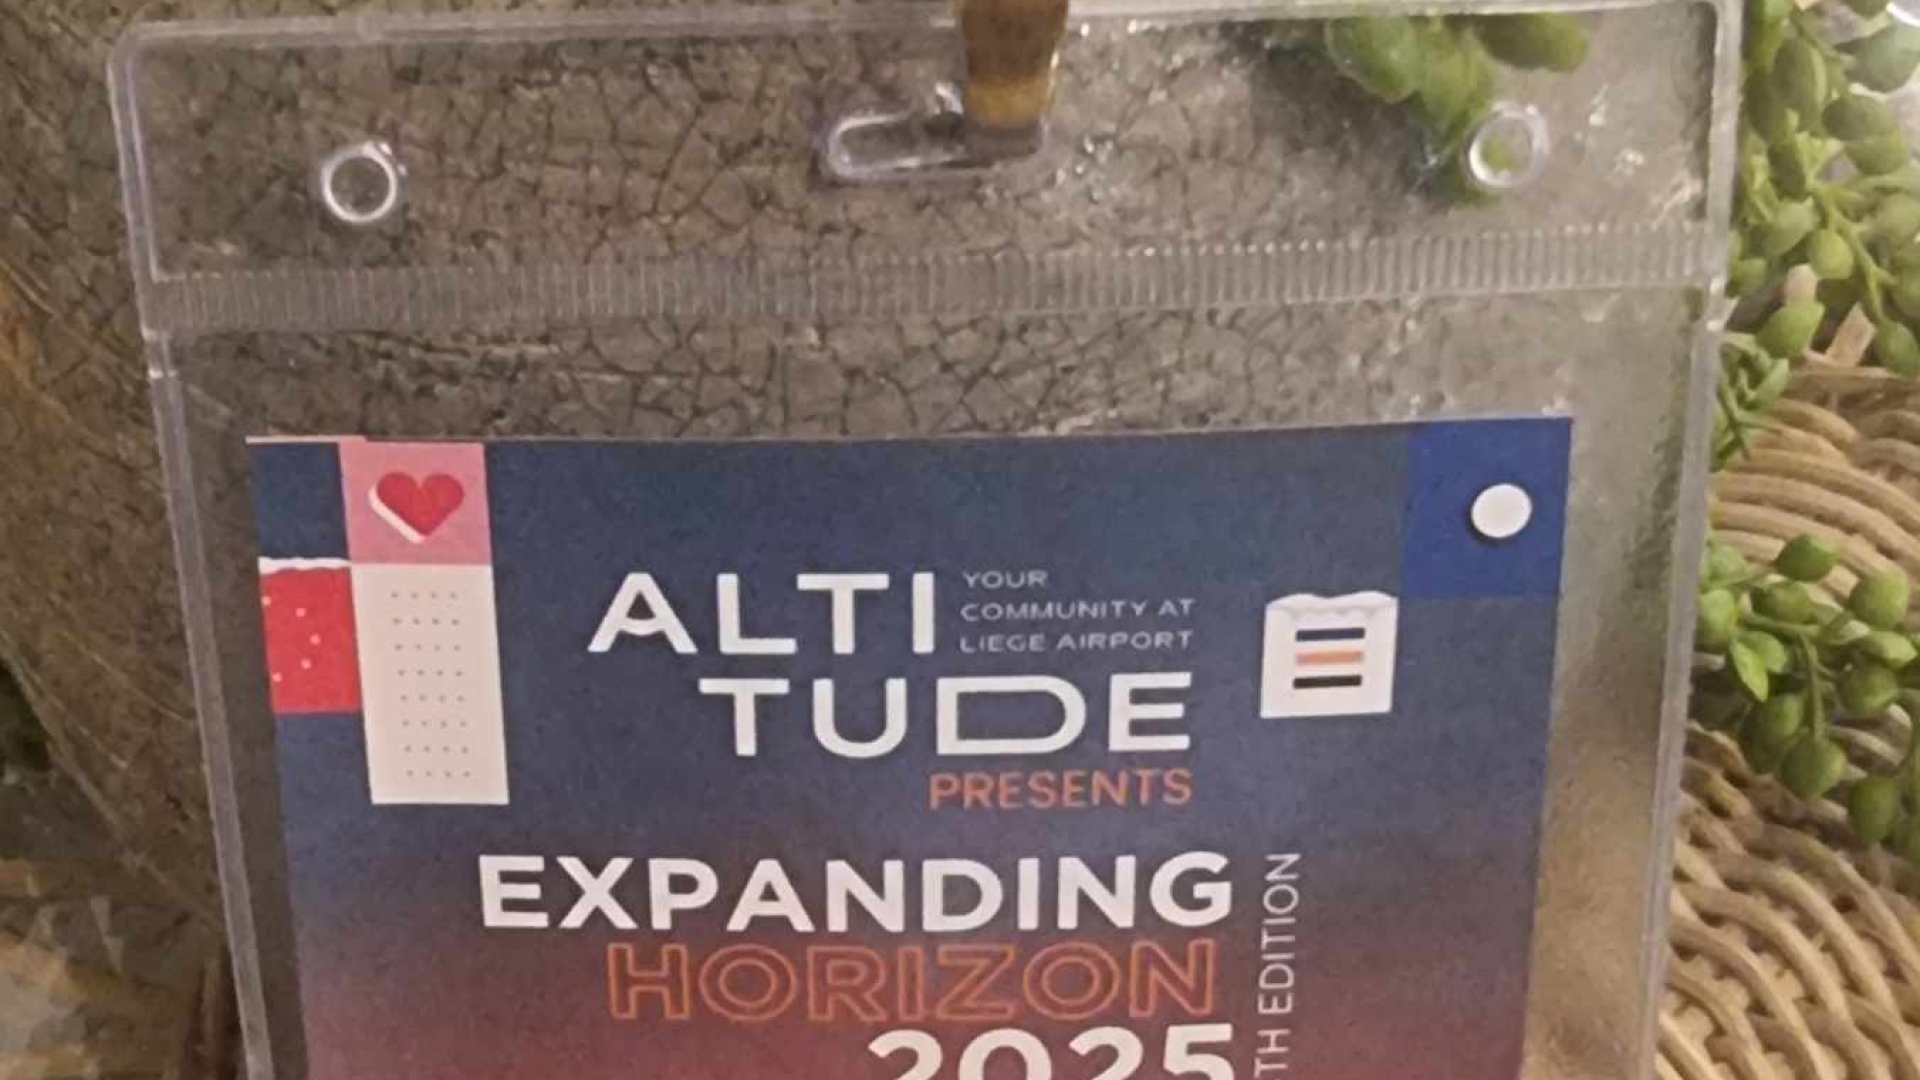 ALTI
YOUR
COMMUNITY AT
LIEGE AIRPORT
TUDE
PRESENTS
EXPANDING
HORIZON
2025
TH EDITION